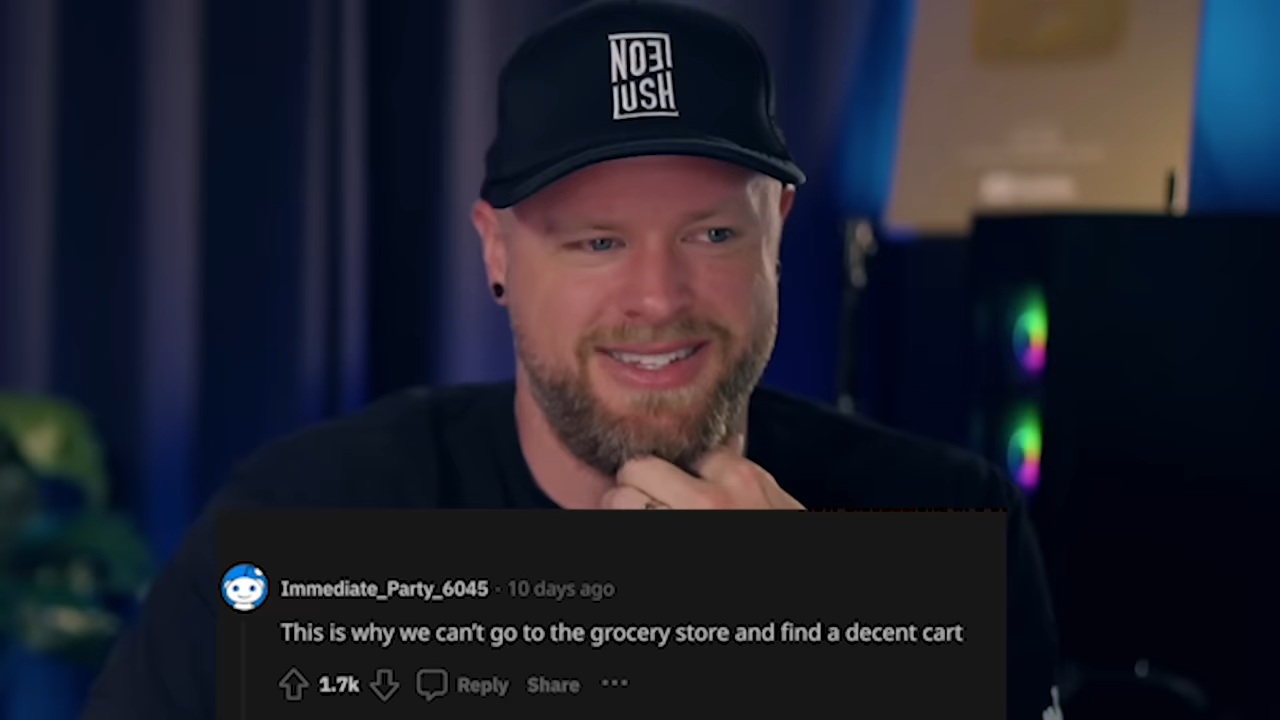 NOEL
LUSH
Immediate_Party_6045 · 10 days ago
This is why we can't go to the grocery store and find a decent cart
1.7k Reply Share ...